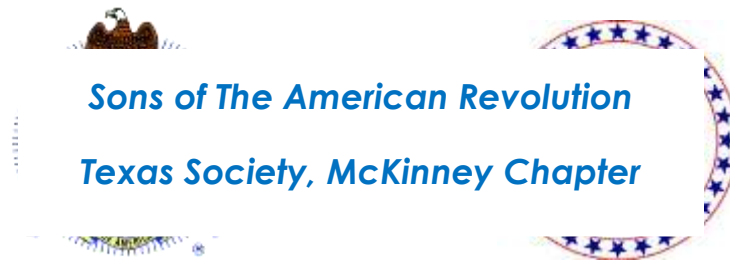 Sons of The American Revolution
Texas Society, McKinney Chapter
®